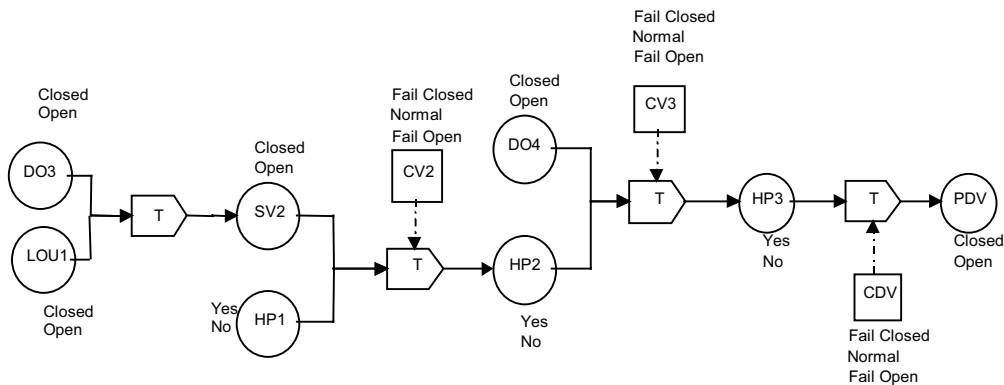 Closed
Open
DO3
LOU1
Closed
Open
T
Closed
Open
SV2
Yes
No
HP1
Fail Closed
Normal
Fail Open
CV2
T
HP2
Yes
No
Closed
Open
DO4
Fail Closed
Normal
Fail Open
CV3
T
HP3
Yes
No
T
CDV
Fail Closed
Normal
Fail Open
PDV
Closed
Open